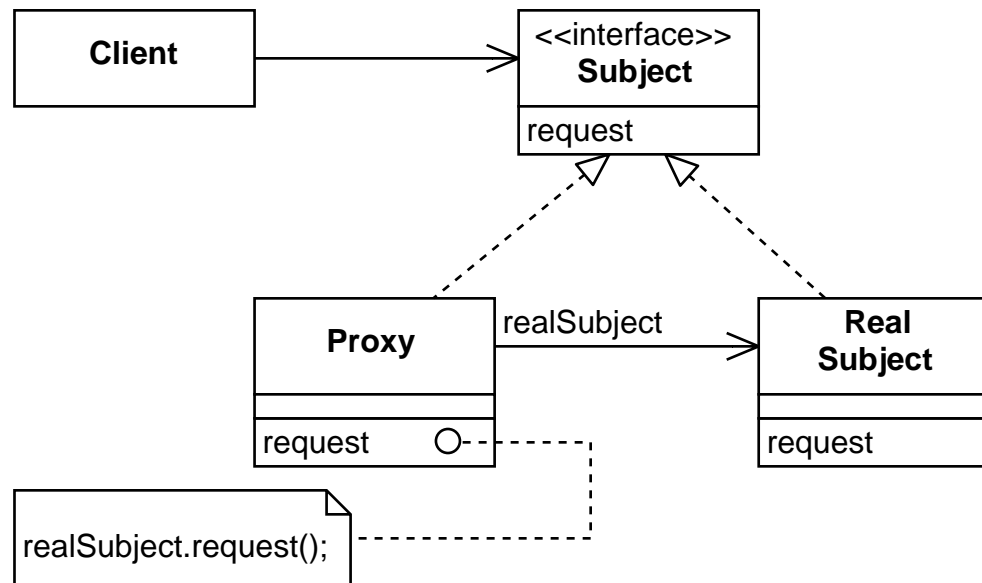 Client
<<interface>>
Subject
request
Proxy
realSubject
Real
Subject
request
request
realSubject.request();